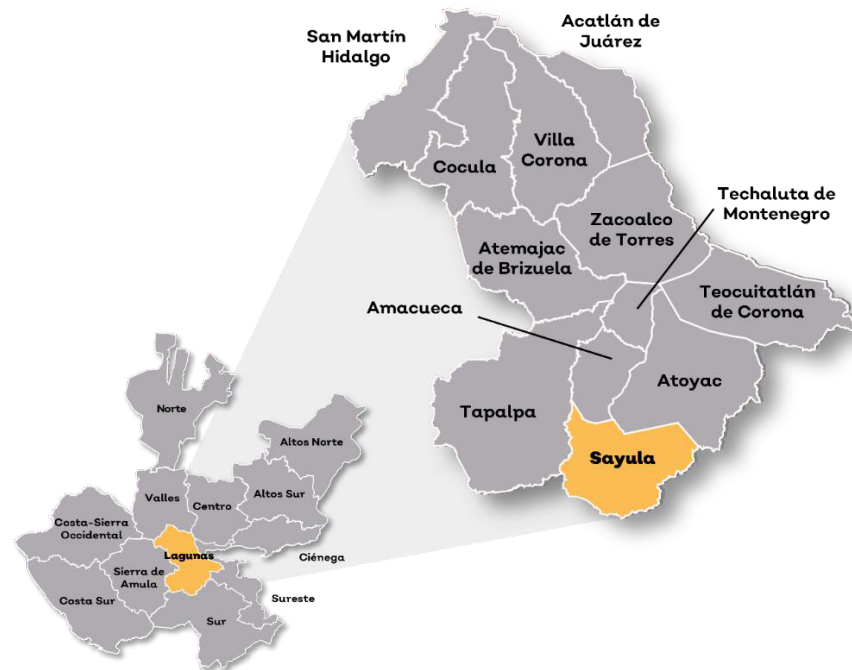 San Martín
Hidalgo
Acatlán de
Juárez
Villa
Corona
Cocula
Techaluta de
Montenegro
Zacoalco
de Torres
Atemajac
de Brizuela
Teocuitatlán
de Corona
Amacueca
Atoyac
Tapalpa
Sayula
Norte
Altos Norte
Valles
Centro
Altos Sur
Costa-Sierra
Occidental
Lagunas
Ciénega
Sierra de
Amula
Costa Sur
Sureste
Sur